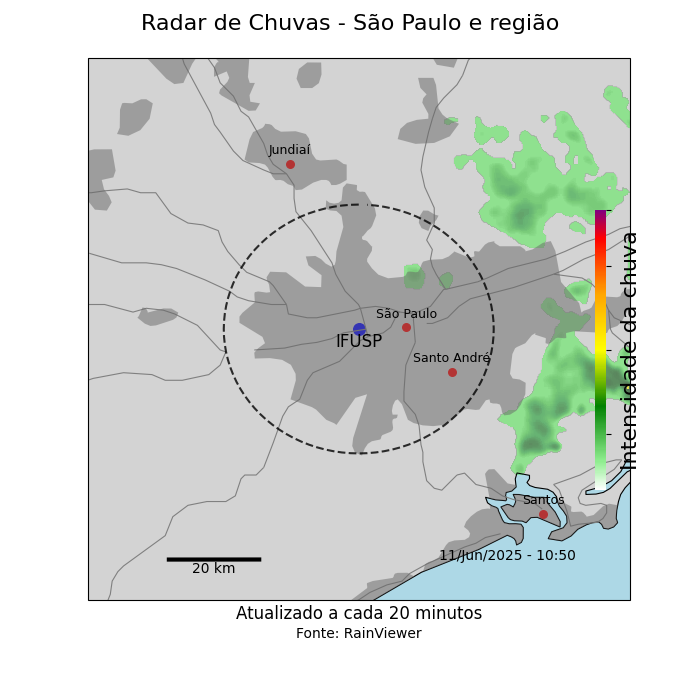 Radar de Chuvas - São Paulo e região
Jundiaí
São Paulo
IFUSP
Santo André
Intensidade da chuva
Santos
11/Jun/2025 - 10:50
20 km
Atualizado a cada 20 minutos
Fonte: RainViewer